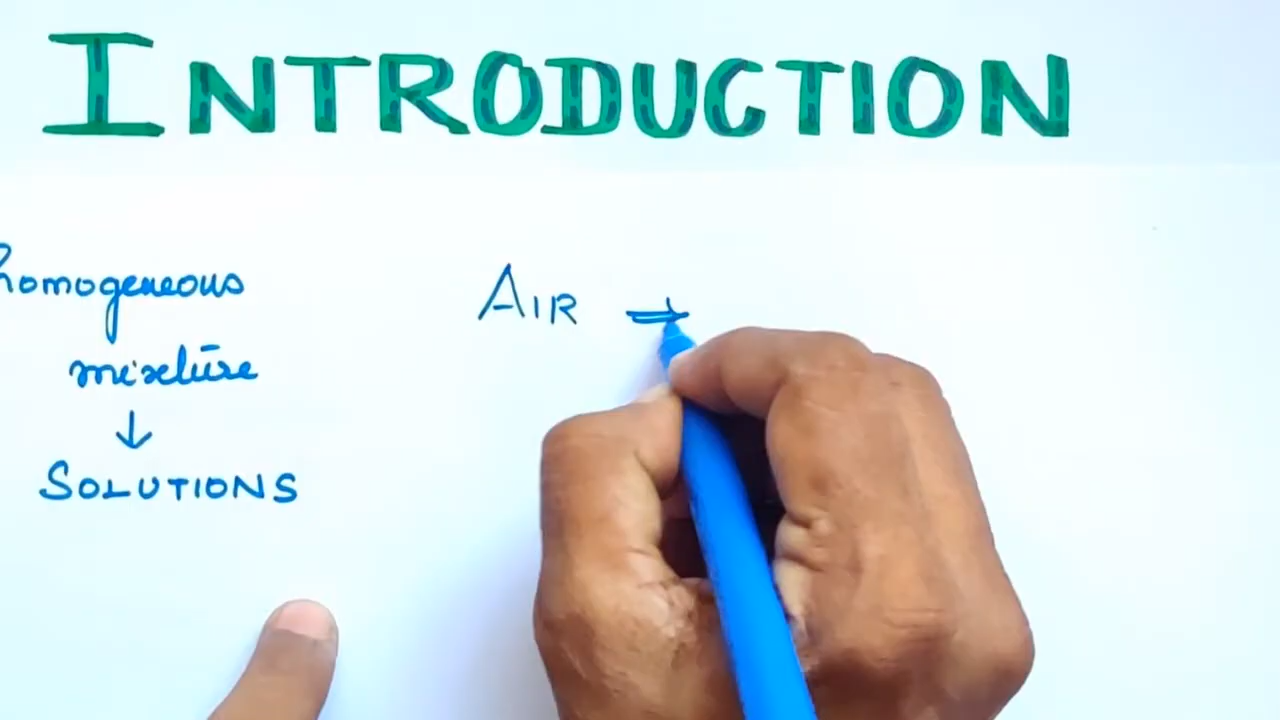 INTRODUCTION
homogeneous
mixture
↓
SOLUTIONS
AIR ⇒